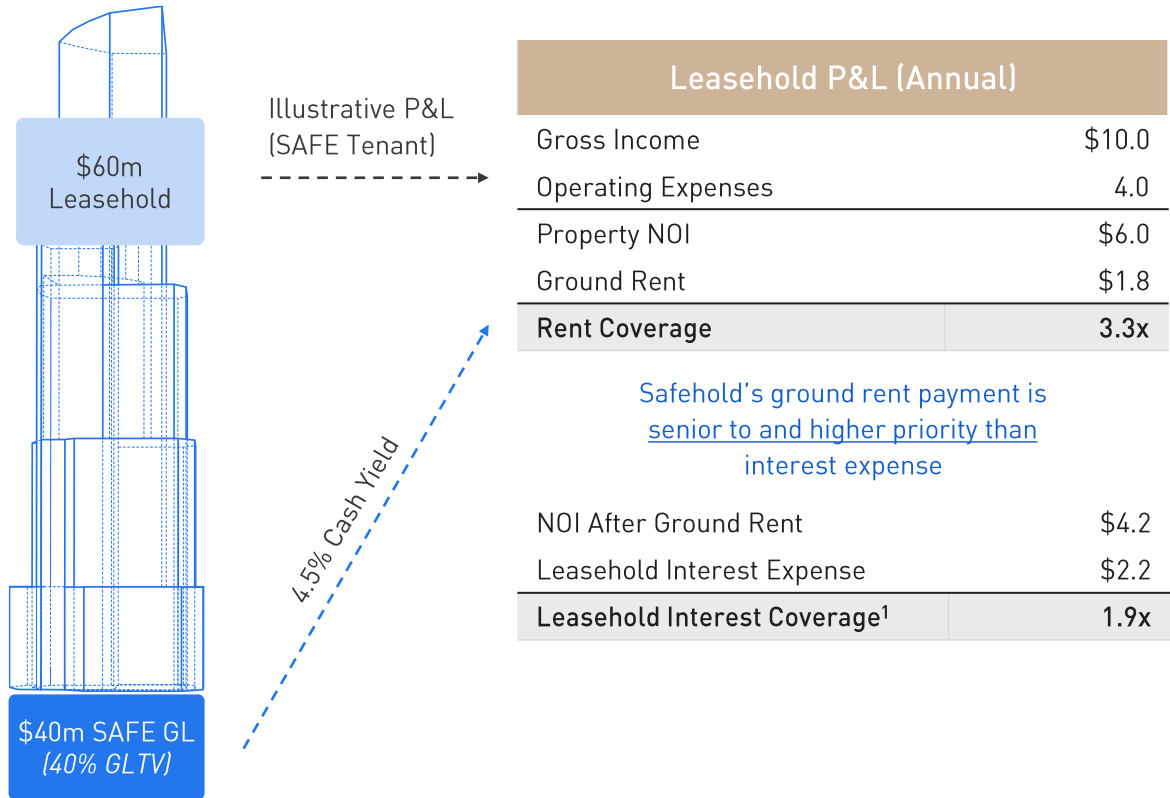 $60m
Leasehold
Illustrative P&L
(SAFE Tenant)
4.5% Cash Yield
$40m SAFE GL
(40% GLTV)
Leasehold P&L (Annual)
Gross Income $10.0
Operating Expenses 4.0
Property NOI $6.0
Ground Rent $1.8
Rent Coverage 3.3x
Safehold's ground rent payment is
senior to and higher priority than
interest expense
NOI After Ground Rent $4.2
Leasehold Interest Expense $2.2
Leasehold Interest Coverage¹ 1.9x